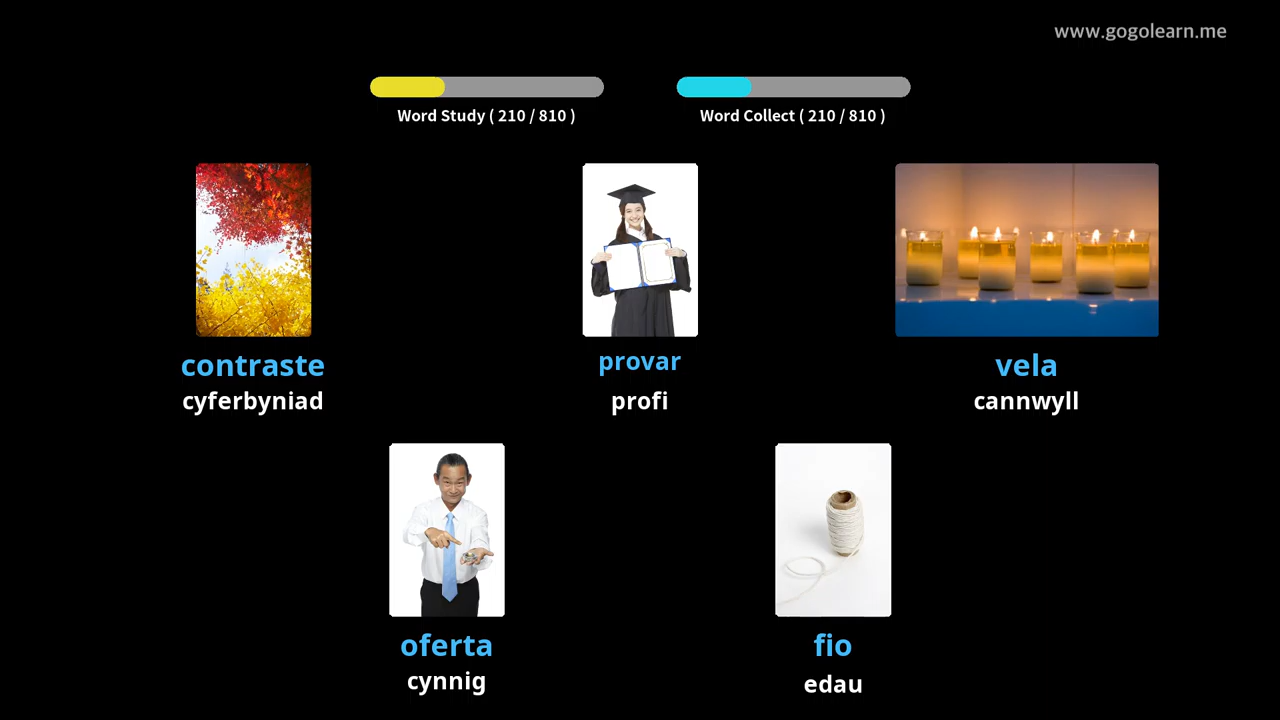 www.gogolearn.me
Word Study ( 210 / 810 )
Word Collect ( 210 / 810 )
contraste
cyferbyniad
provar
profi
vela
cannwyll
oferta
cynnig
fio
edau